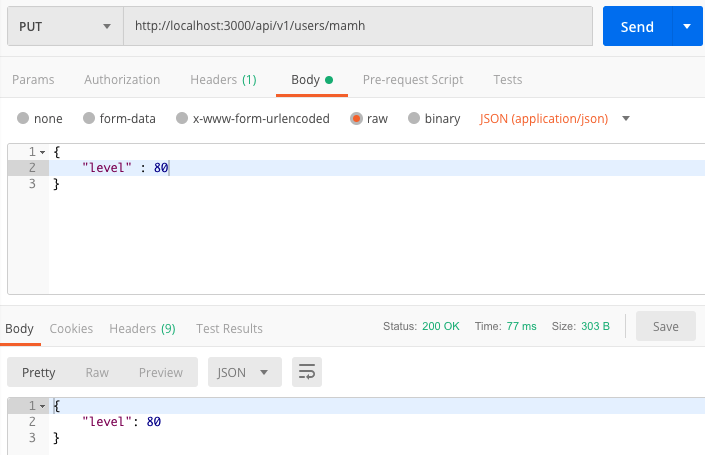 PUT http://localhost:3000/api/v1/users/mamh Send
Params Authorization Headers (1) Body Pre-request Script Tests
none form-data x-www-form-urlencoded raw binary JSON (application/json)
1 {
2 "level" : 80
3 }
Body Cookies Headers (9) Test Results Status: 200 OK Time: 77 ms Size: 303 B Save
Pretty Raw Preview JSON
1 {
2 "level": 80
3 }